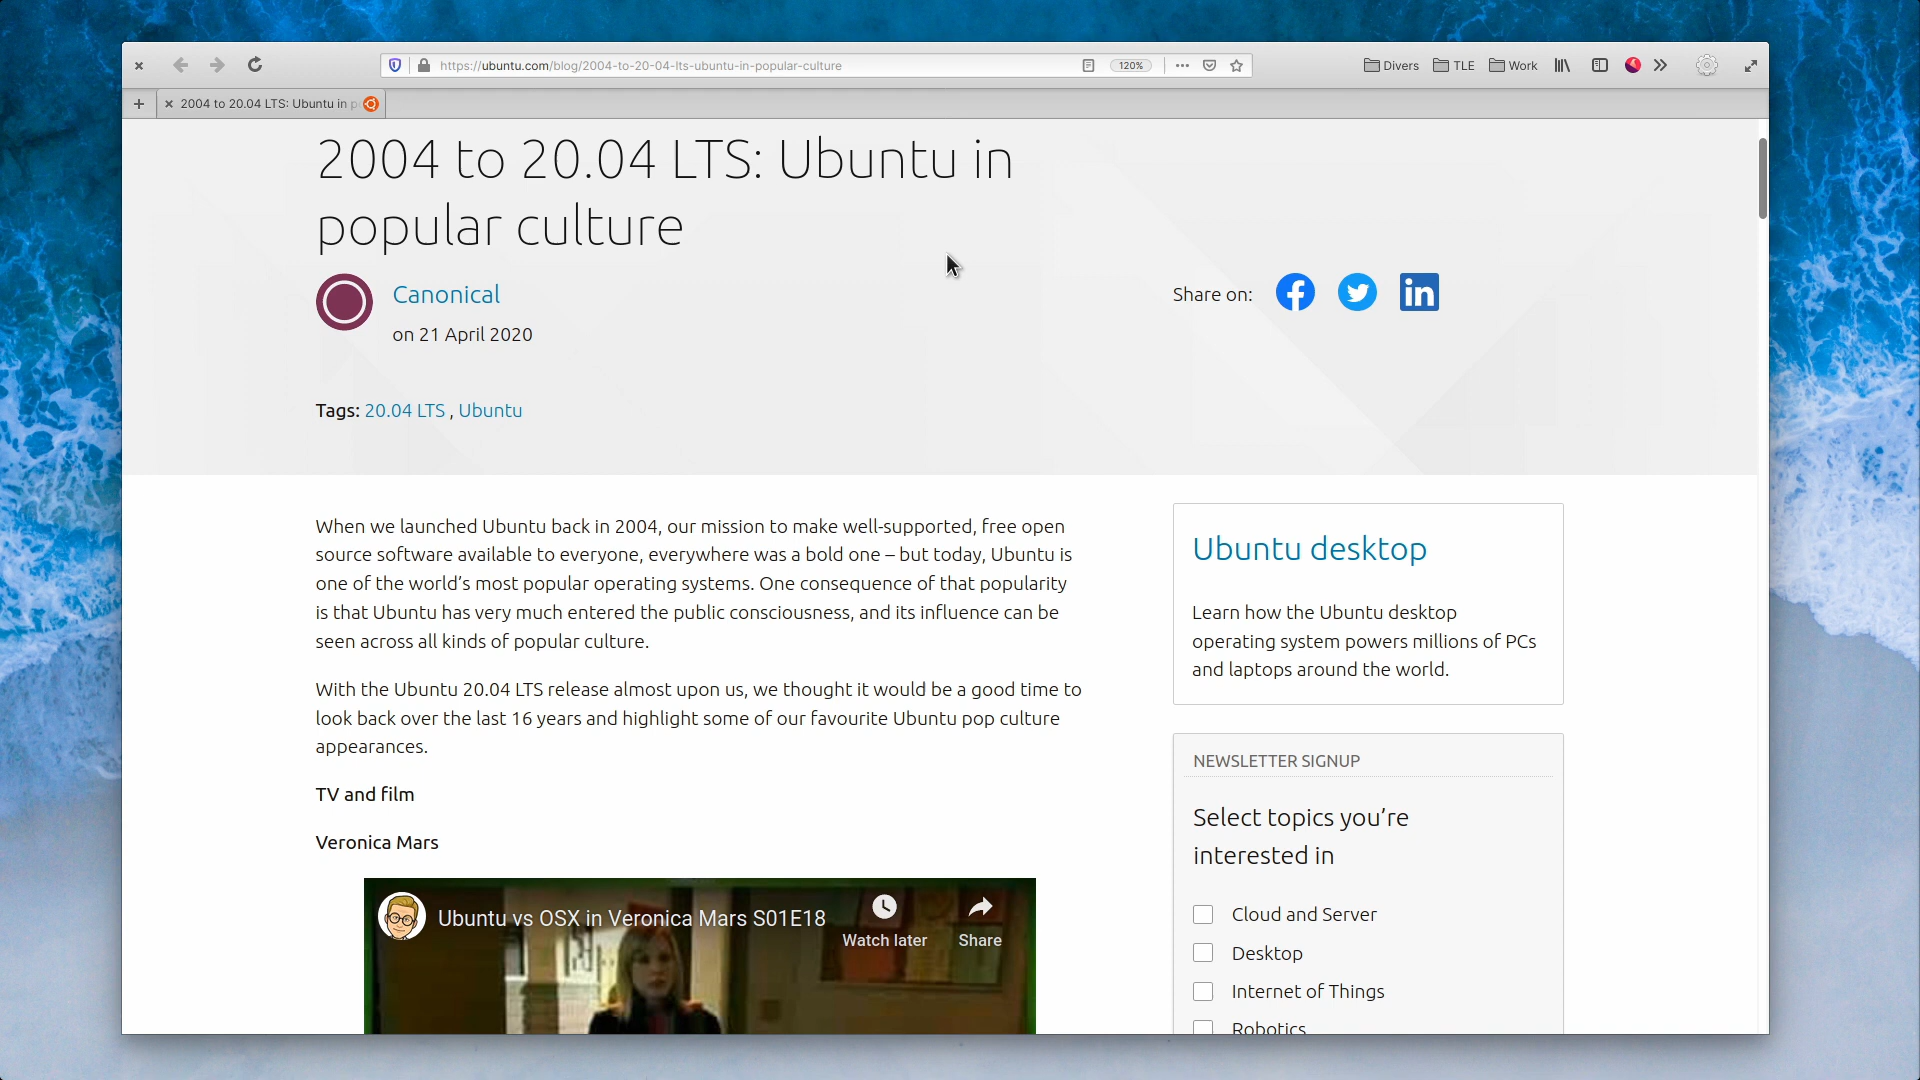 https://ubuntu.com/blog/2004-to-20-04-lts-ubuntu-in-popular-culture
120%
Divers
TLE
Work
2004 to 20.04 LTS: Ubuntu in p
2004 to 20.04 LTS: Ubuntu in
popular culture
Canonical
on 21 April 2020
Share on:
Tags: 20.04 LTS , Ubuntu
When we launched Ubuntu back in 2004, our mission to make well-supported, free open
source software available to everyone, everywhere was a bold one – but today, Ubuntu is
one of the world’s most popular operating systems. One consequence of that popularity
is that Ubuntu has very much entered the public consciousness, and its influence can be
seen across all kinds of popular culture.
With the Ubuntu 20.04 LTS release almost upon us, we thought it would be a good time to
look back over the last 16 years and highlight some of our favourite Ubuntu pop culture
appearances.
TV and film
Veronica Mars
Ubuntu vs OSX in Veronica Mars S01E18
Watch later
Share
Ubuntu desktop
Learn how the Ubuntu desktop
operating system powers millions of PCs
and laptops around the world.
NEWSLETTER SIGNUP
Select topics you’re
interested in
Cloud and Server
Desktop
Internet of Things
Robotics